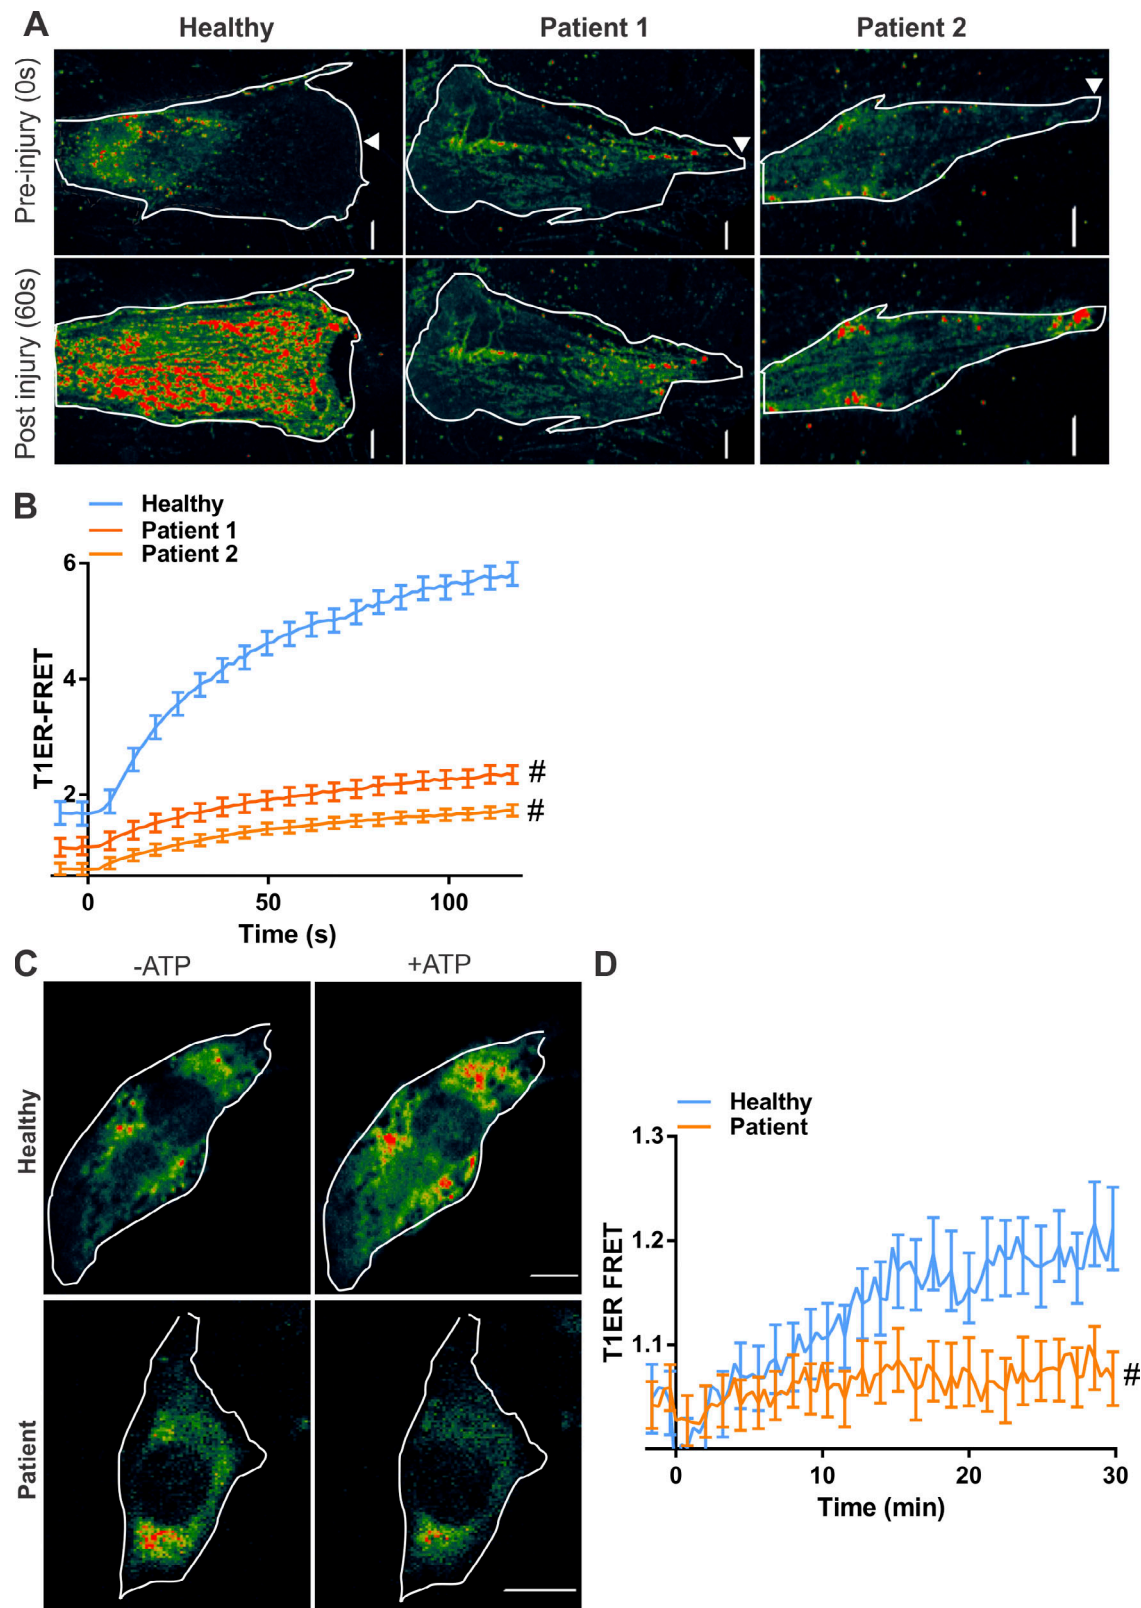 A
Healthy
Patient 1
Patient 2
Pre-injury (0s)
Post injury (60s)
B
Healthy
Patient 1
Patient 2
T1ER-FRET
6
4
2
#
#
0
50
100
Time (s)
C
-ATP
+ATP
Healthy
Patient
D
Healthy
Patient
T1ER FRET
1.3
1.2
1.1
#
0
10
20
30
Time (min)